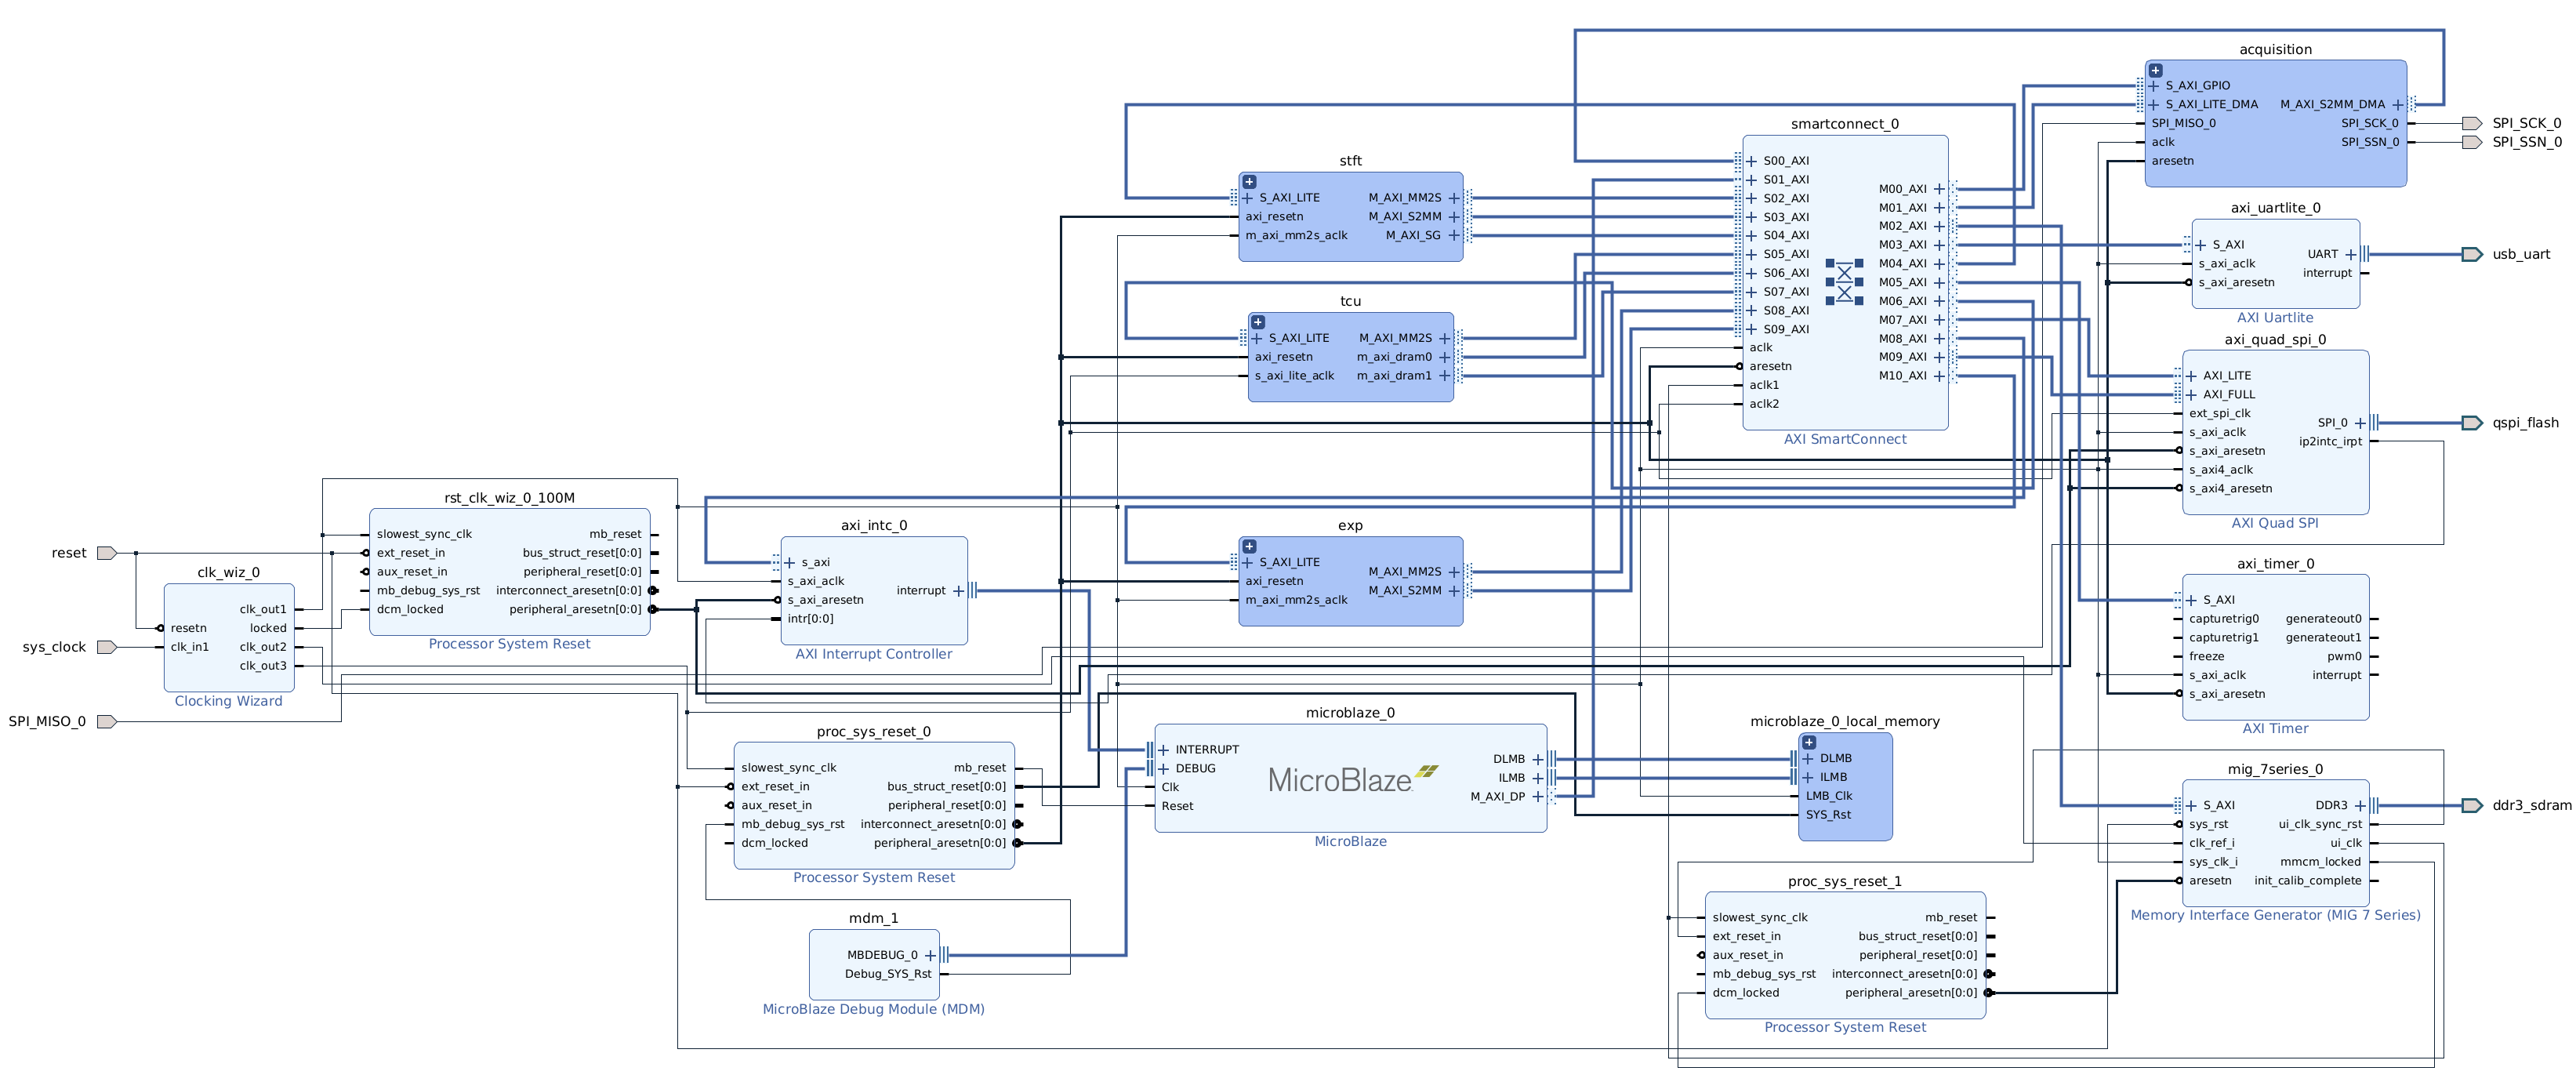 reset
sys_clock
SPI_MISO_0
clk_wiz_0
resetn
clk_in1
clk_out1
locked
clk_out2
clk_out3
Clocking Wizard
rst_clk_wiz_0_100M
slowest_sync_clk
ext_reset_in
aux_reset_in
mb_debug_sys_rst
dcm_locked
mb_reset
bus_struct_reset[0:0]
peripheral_reset[0:0]
interconnect_aresetn[0:0]
peripheral_aresetn[0:0]
Processor System Reset
axi_intc_0
s_axi
s_axi_aclk
s_axi_aresetn
intr[0:0]
interrupt
AXI Interrupt Controller
proc_sys_reset_0
slowest_sync_clk
ext_reset_in
aux_reset_in
mb_debug_sys_rst
dcm_locked
mb_reset
bus_struct_reset[0:0]
peripheral_reset[0:0]
interconnect_aresetn[0:0]
peripheral_aresetn[0:0]
Processor System Reset
mdm_1
MBDEBUG_0
Debug_SYS_Rst
MicroBlaze Debug Module (MDM)
stft
S_AXI_LITE
axi_resetn
m_axi_mm2s_aclk
M_AXI_MM2S
M_AXI_S2MM
M_AXI_SG
tcu
S_AXI_LITE
axi_resetn
s_axi_lite_aclk
M_AXI_MM2S
m_axi_dram0
m_axi_dram1
exp
S_AXI_LITE
axi_resetn
m_axi_mm2s_aclk
M_AXI_MM2S
M_AXI_S2MM
microblaze_0
INTERRUPT
DEBUG
Clk
Reset
MicroBlaze
DLMB
ILMB
M_AXI_DP
MicroBlaze
smartconnect_0
S00_AXI
S01_AXI
S02_AXI
S03_AXI
S04_AXI
S05_AXI
S06_AXI
S07_AXI
S08_AXI
S09_AXI
aclk
aresetn
aclk1
aclk2
M00_AXI
M01_AXI
M02_AXI
M03_AXI
M04_AXI
M05_AXI
M06_AXI
M07_AXI
M08_AXI
M09_AXI
M10_AXI
AXI SmartConnect
microblaze_0_local_memory
DLMB
ILMB
LMB_Clk
SYS_Rst
proc_sys_reset_1
slowest_sync_clk
ext_reset_in
aux_reset_in
mb_debug_sys_rst
dcm_locked
mb_reset
bus_struct_reset[0:0]
peripheral_reset[0:0]
interconnect_aresetn[0:0]
peripheral_aresetn[0:0]
Processor System Reset
acquisition
S_AXI_GPIO
S_AXI_LITE_DMA
SPI_MISO_0
aclk
aresetn
M_AXI_S2MM_DMA
SPI_SCK_0
SPI_SSN_0
axi_uartlite_0
S_AXI
s_axi_aclk
s_axi_aresetn
UART
interrupt
AXI Uartlite
axi_quad_spi_0
AXI_LITE
AXI_FULL
ext_spi_clk
s_axi_aclk
s_axi_aresetn
s_axi4_aclk
s_axi4_aresetn
SPI_0
ip2intc_irpt
AXI Quad SPI
axi_timer_0
S_AXI
capturetrig0
capturetrig1
freeze
s_axi_aclk
s_axi_aresetn
generateout0
generateout1
pwm0
interrupt
AXI Timer
mig_7series_0
S_AXI
sys_rst
clk_ref_i
sys_clk_i
aresetn
DDR3
ui_clk_sync_rst
ui_clk
mmcm_locked
init_calib_complete
Memory Interface Generator (MIG 7 Series)
SPI_SCK_0
SPI_SSN_0
usb_uart
qspi_flash
ddr3_sdram